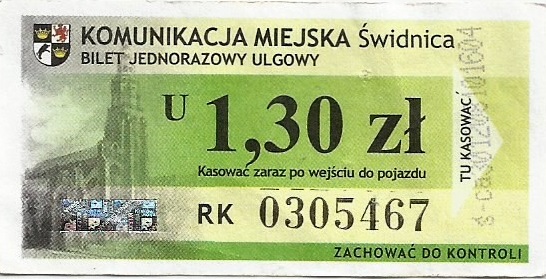 KOMUNIKACJA MIEJSKA Świdnica
BILET JEDNORAZOWY ULGOWY
U 1,30 zł
Kasować zaraz po wejściu do pojazdu
TU KASOWAĆ
RK 0305467
ZACHOWAĆ DO KONTROLI